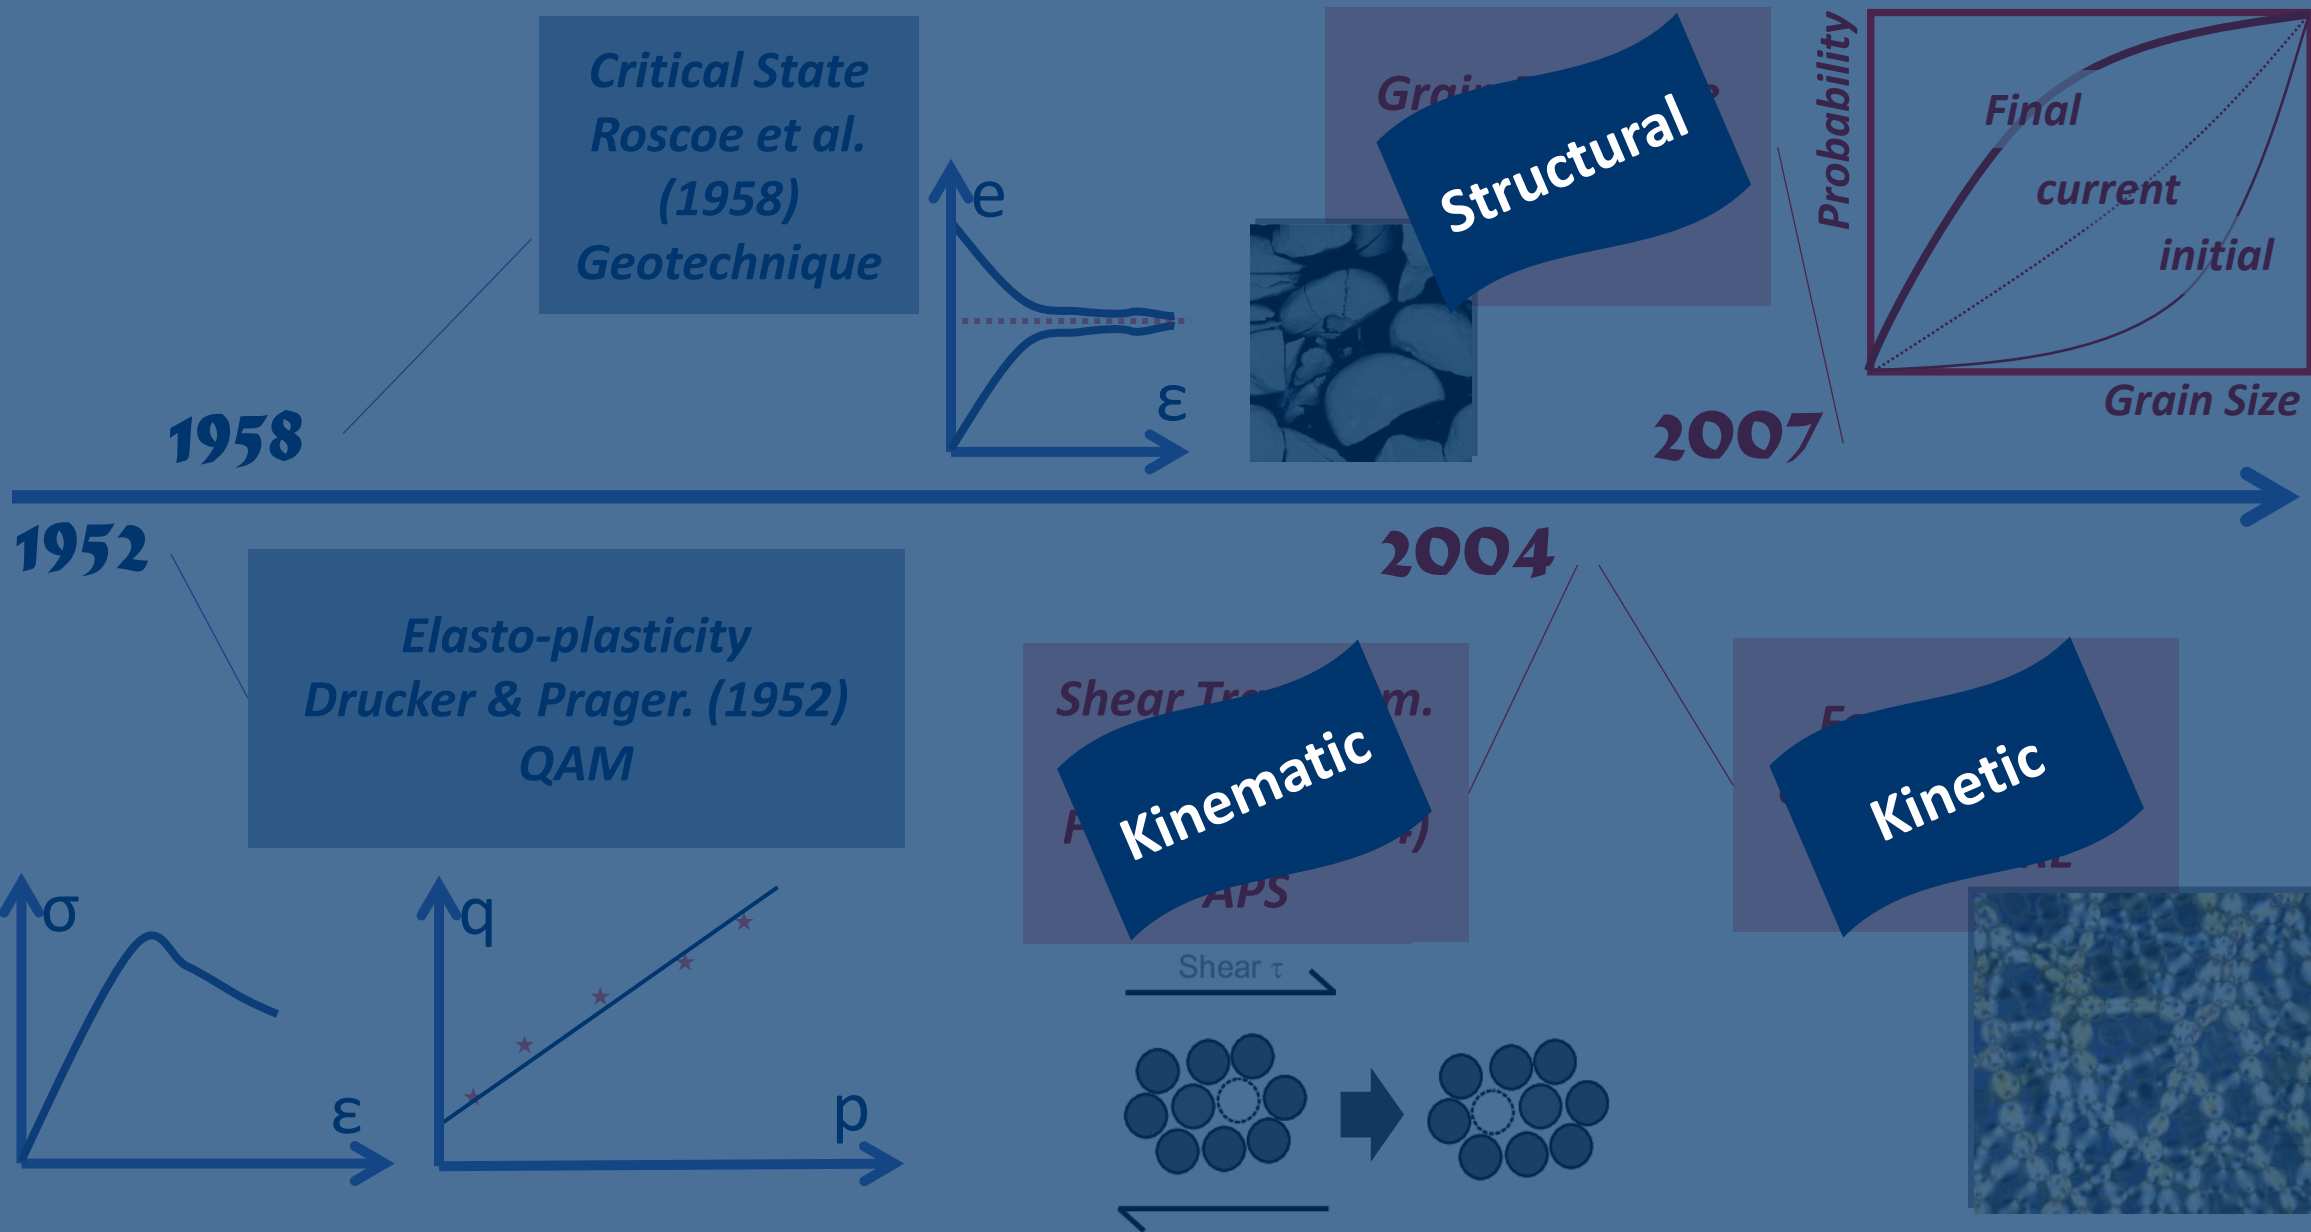 Critical State
Roscoe et al.
(1958)
Geotechnique
e
ε
Structural
Probability
Final
current
initial
Grain Size
1958
2007
1952
2004
Elasto-plasticity
Drucker & Prager. (1952)
QAM
Shear
m.
Kinematic
APS
Kinetic
σ
ε
q
p
Shear τ